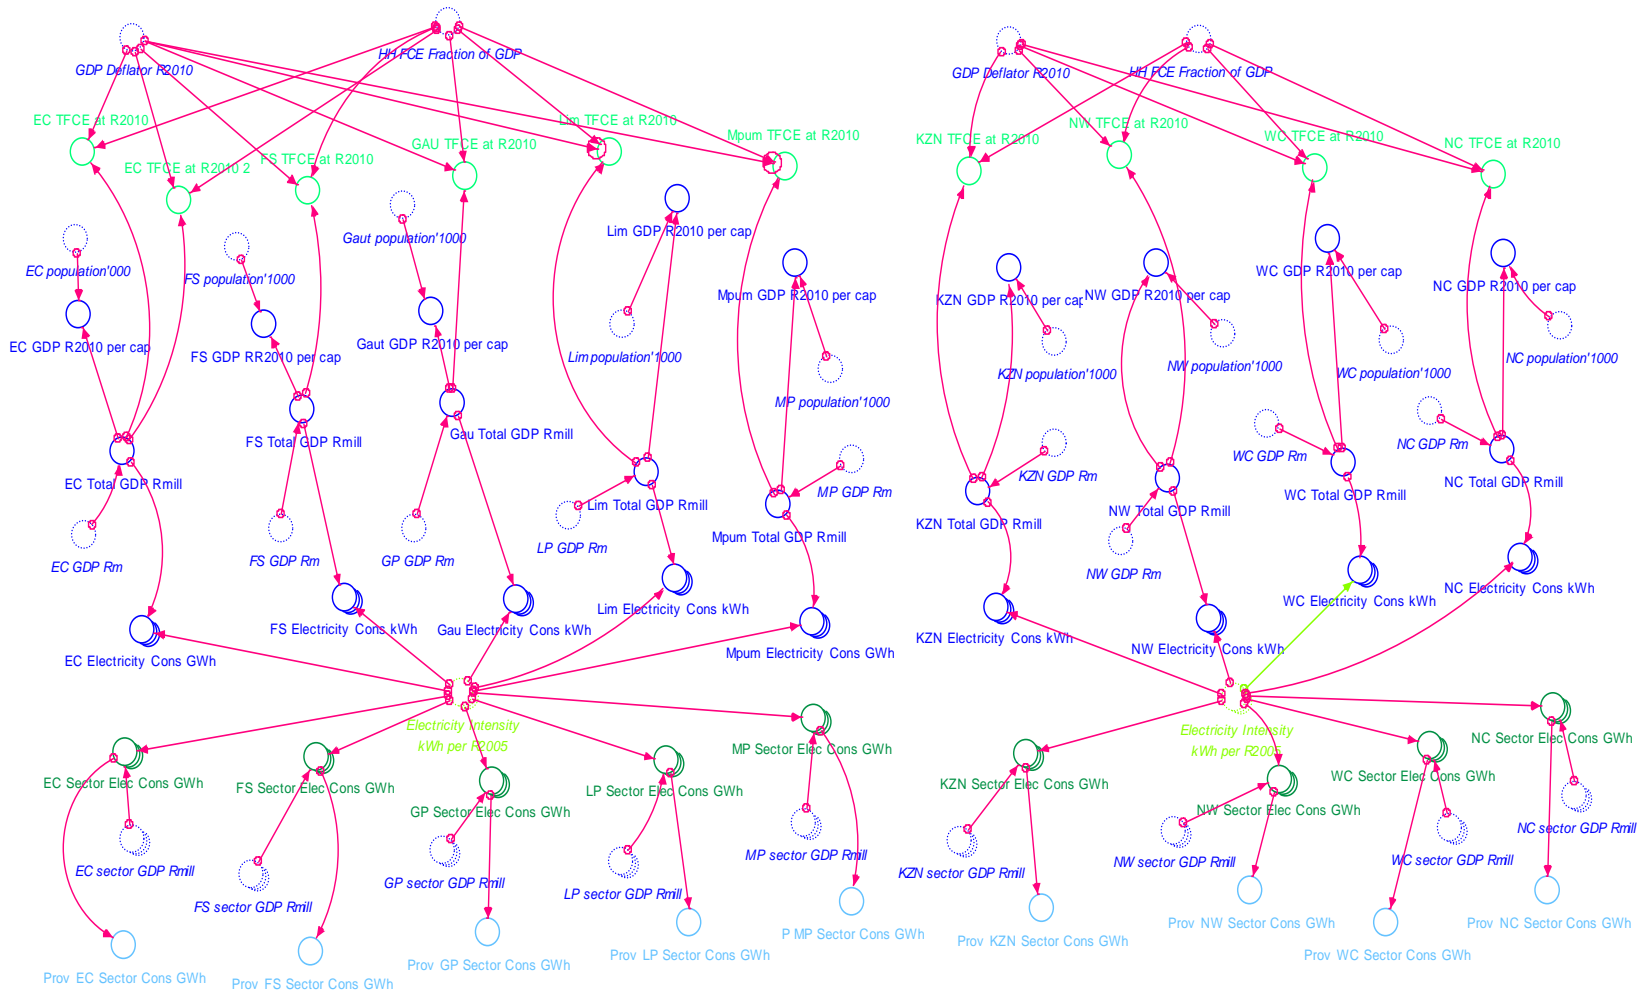 HH FCE Fraction of GDP
GDP Deflator R2010
GDP Deflator R2010
HH FCE Fraction of GDP
EC TFCE at R2010
Lim TFCE at R2010
Mpum TFCE at R2010
GAU TFCE at R2010
FS TFCE at R2010
EC TFCE at R2010 2
KZN TFCE at R2010
NW TFCE at R2010
WC TFCE at R2010
NC TFCE at R2010
Gaut population'1000
Lim GDP R2010 per cap
EC population'000
FS population'1000
Mpum GDP R2010 per cap
KZN GDP R2010 per cap
NW GDP R2010 per cap
WC GDP R2010 per cap
NC GDP R2010 per cap
EC GDP R2010 per cap
FS GDP RR2010 per cap
Gaut GDP R2010 per cap
Lim population'1000
MP population'1000
KZN population'1000
NW population'1000
WC population'1000
NC population'1000
FS Total GDP Rmill
Gau Total GDP Rmill
EC Total GDP Rmill
Lim Total GDP Rmill
MP GDP Rm
Mpum Total GDP Rmill
KZN GDP Rm
WC GDP Rm
NC GDP Rm
KZN Total GDP Rmill
NW Total GDP Rmill
WC Total GDP Rmill
NC Total GDP Rmill
EC GDP Rm
FS GDP Rm
GP GDP Rm
LP GDP Rm
NW GDP Rm
EC Electricity Cons GWh
FS Electricity Cons kWh
Gau Electricity Cons kWh
Lim Electricity Cons kWh
Mpum Electricity Cons GWh
KZN Electricity Cons kWh
NW Electricity Cons kWh
WC Electricity Cons kWh
NC Electricity Cons kWh
Electricity Intensity
kWh per R2005
Electricity Intensity
kWh per R2005
EC Sector Elec Cons GWh
FS Sector Elec Cons GWh
GP Sector Elec Cons GWh
LP Sector Elec Cons GWh
MP Sector Elec Cons GWh
KZN Sector Elec Cons GWh
NW Sector Elec Cons GWh
WC Sector Elec Cons GWh
NC Sector Elec Cons GWh
EC sector GDP Rmill
FS sector GDP Rmill
GP sector GDP Rmill
LP sector GDP Rmill
MP sector GDP Rmill
KZN sector GDP Rmill
NW sector GDP Rmill
WC sector GDP Rmill
NC sector GDP Rmill
Prov EC Sector Cons GWh
Prov FS Sector Cons GWh
Prov GP Sector Cons GWh
Prov LP Sector Cons GWh
P MP Sector Cons GWh
Prov KZN Sector Cons GWh
Prov NW Sector Cons GWh
Prov WC Sector Cons GWh
Prov NC Sector Cons GWh